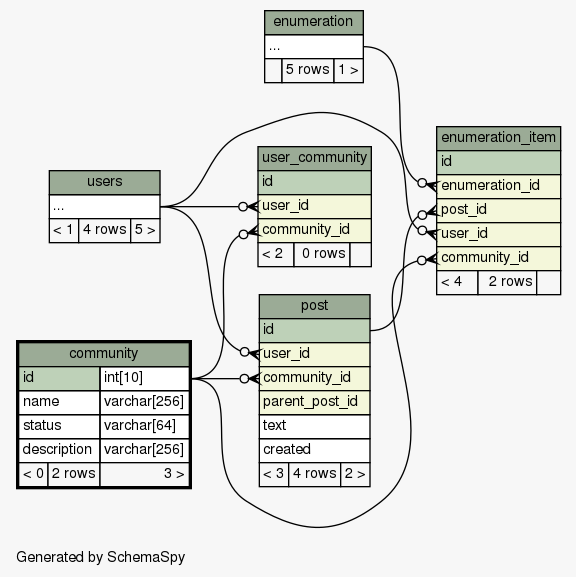 enumeration
...
5 rows 1 >
enumeration_item
id
enumeration_id
post_id
user_id
community_id
< 4 2 rows
user_community
id
user_id
community_id
< 2 0 rows
users
...
< 1 4 rows 5 >
post
id
user_id
community_id
parent_post_id
text
created
< 3 4 rows 2 >
community
id int[10]
name varchar[256]
status varchar[64]
description varchar[256]
< 0 2 rows 3 >
Generated by SchemaSpy